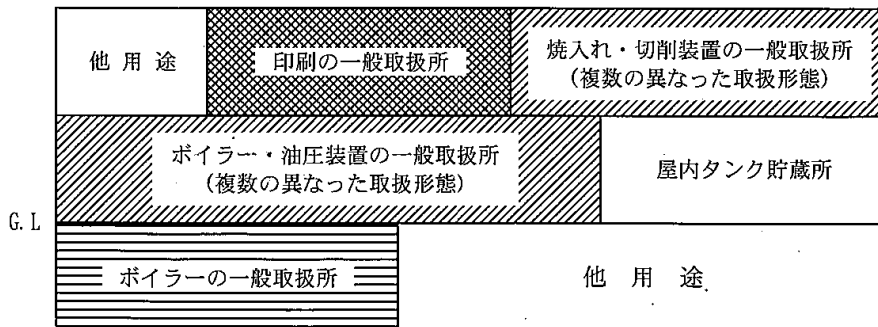 他用途
印刷の一般取扱所
焼入れ・切削装置の一般取扱所
(複数の異なった取扱形態)
ボイラー・油圧装置の一般取扱所
(複数の異なった取扱形態)
屋内タンク貯蔵所
G.L
ボイラーの一般取扱所
他用途